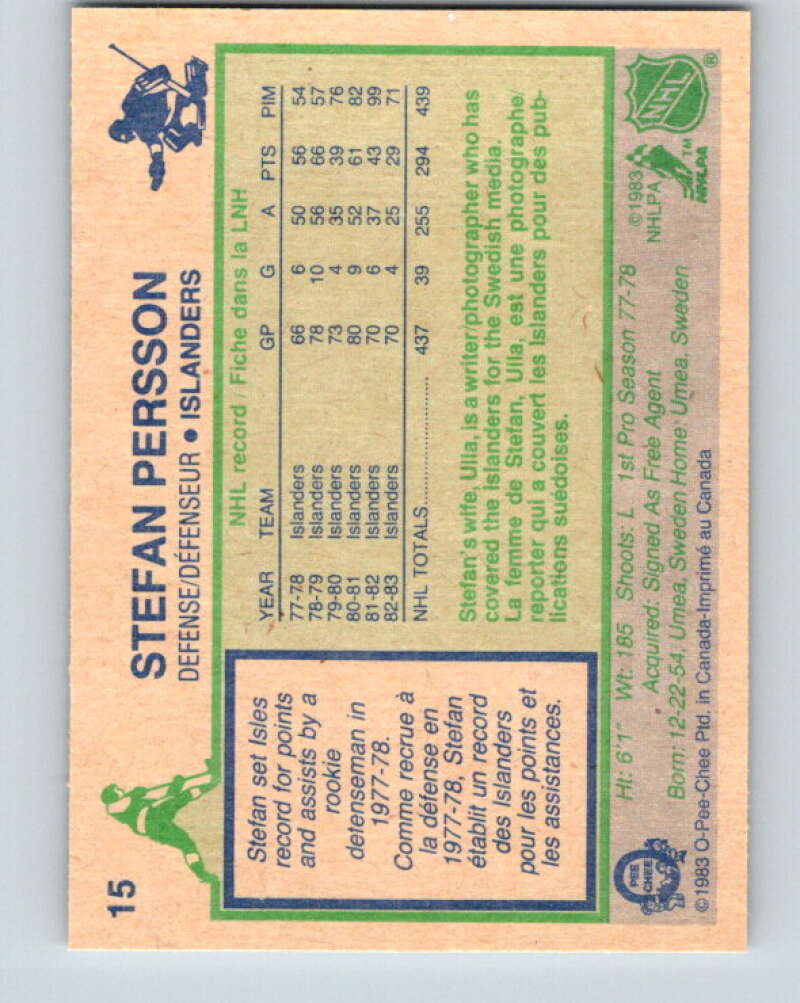 15
STEFAN PERSSON
DEFENSE/DÉFENSEUR • ISLANDERS
Stefan set Isles
record for points
and assists by a
rookie
defenseman in
1977-78.
Comme recrue à
la défense en
1977-78, Stefan
établit un record
des Islanders
pour les points et
les assistances.
NHL record / Fiche dans la LNH
YEAR TEAM GP G A PTS PIM
77-78 Islanders 66 6 50 56 54
78-79 Islanders 78 10 56 66 57
79-80 Islanders 73 4 35 39 76
80-81 Islanders 80 9 52 61 82
81-82 Islanders 70 6 37 43 99
82-83 Islanders 70 4 25 29 71
NHL TOTALS 437 39 255 294 439
Stefan's wife, Ulla, is a writer/photographer who has
covered the Islanders for the Swedish media.
La femme de Stefan, Ulla, est une photographe/
reporter qui a couvert les Islanders pour des pub-
lications suédoises.
Ht: 6'1" Wt: 185 Shoots: L 1st Pro Season 77-78
Acquired: Signed As Free Agent
Born: 12-22-54, Umea, Sweden Home: Umea, Sweden
©1983
NHLPA
NHLPA
TM
NHL
®
O
PEE
CHEE
©1983 O-Pee-Chee Ptd. in Canada-Imprimé au Canada